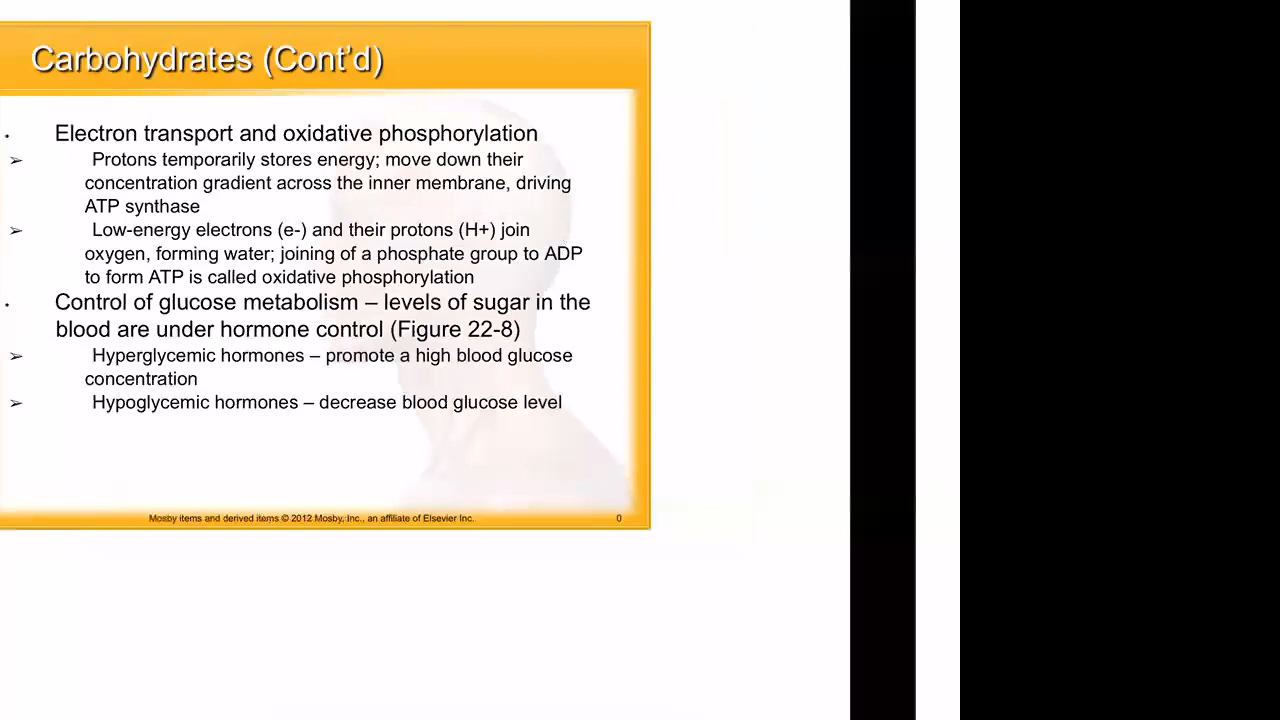 Carbohydrates (Cont’d)
• Electron transport and oxidative phosphorylation
➢ Protons temporarily stores energy; move down their
concentration gradient across the inner membrane, driving
ATP synthase
➢ Low-energy electrons (e-) and their protons (H+) join
oxygen, forming water; joining of a phosphate group to ADP
to form ATP is called oxidative phosphorylation
• Control of glucose metabolism – levels of sugar in the
blood are under hormone control (Figure 22-8)
➢ Hyperglycemic hormones – promote a high blood glucose
concentration
➢ Hypoglycemic hormones – decrease blood glucose level
Mosby items and derived items © 2012 Mosby, Inc., an affiliate of Elsevier Inc. 0